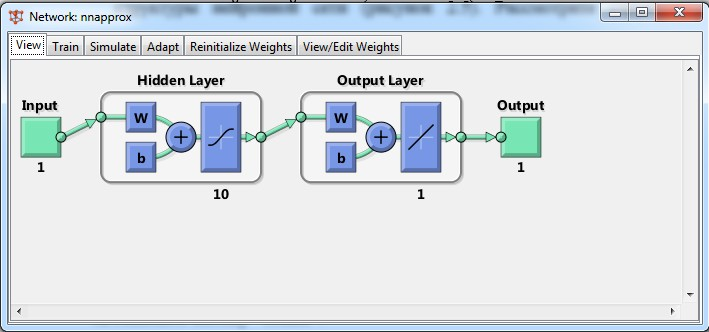 Network: nnapprox
View Train Simulate Adapt Reinitialize Weights View/Edit Weights
Hidden Layer Output Layer
Input Output
W W
b b
1 1
10 1